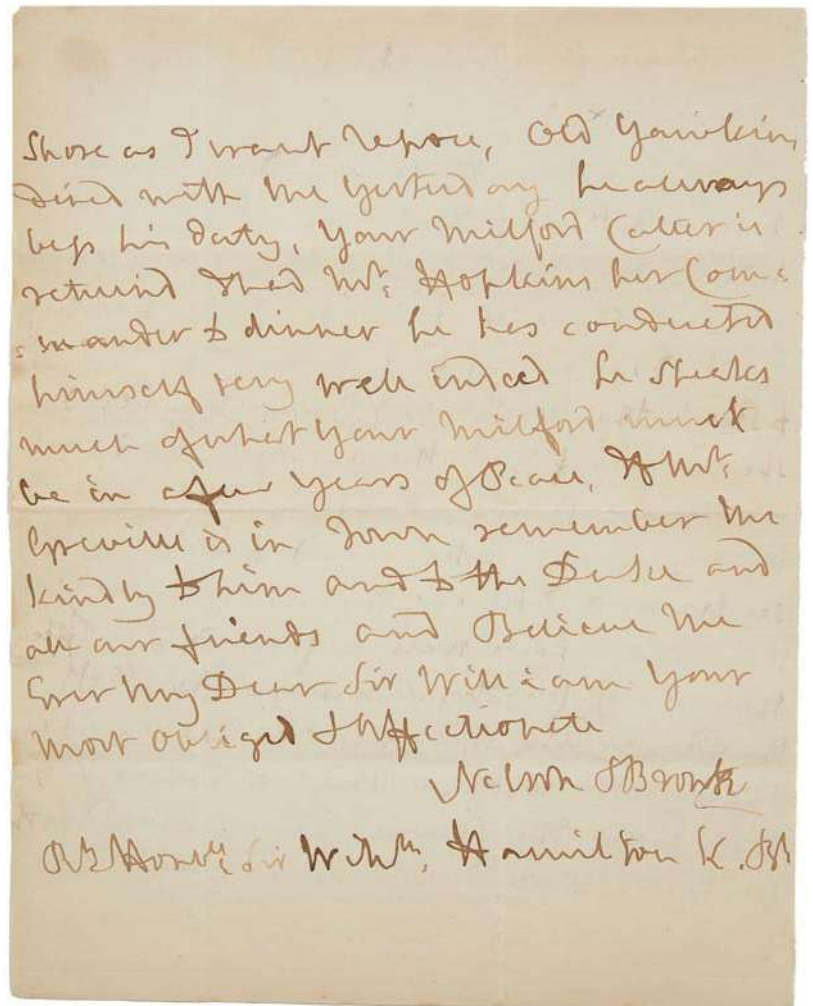 Shore as I want repose, Old Yawkins
dined with me Yesterday he always
begs his duty, Your Milford Cutter is
returnd I had Mr: Hopkins her Com=
=mander to dinner he has conducted
himself very well indeed he speaks
much of what Your Milford must
be in a few Years of Peace, If Mr:
Greville is in Town remember me
kindly to him and to the Duke and
all our friends and Believe me
Ever My Dear Sir William Your
most obliged & Affectionate
Nelson & Bronte
Rt Honble: Sir Willm. Hamilton K. Bt